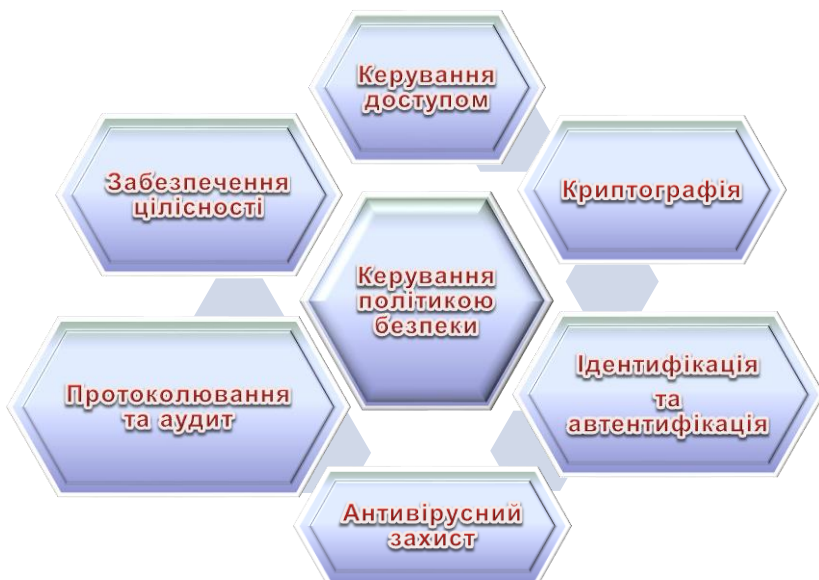 Керування
доступом
Забезпечення
цілісності
Криптографія
Керування
політикою
безпеки
Ідентифікація
та
автентифікація
Протоколювання
та аудит
Антивірусний
захист